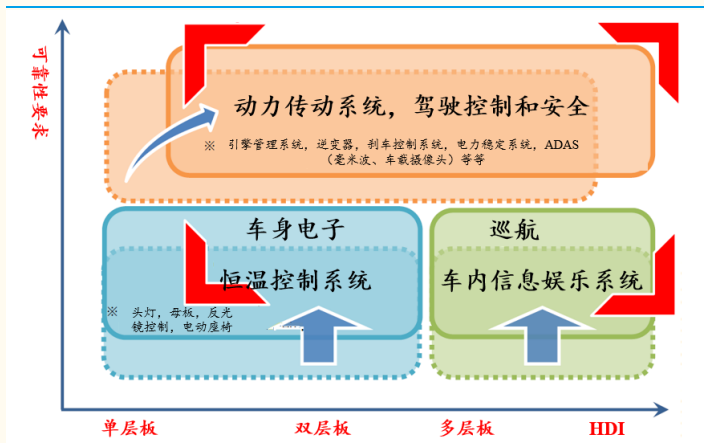 可靠性要求
动力传动系统，驾驶控制和安全
※ 引擎管理系统，逆变器，刹车控制系统，电力稳定系统，ADAS
（毫米波、车载摄像头）等等
车身电子
恒温控制系统
※ 头灯，母板，反光
镜控制，电动座椅
巡航
车内信息娱乐系统
单层板 双层板 多层板 HDI